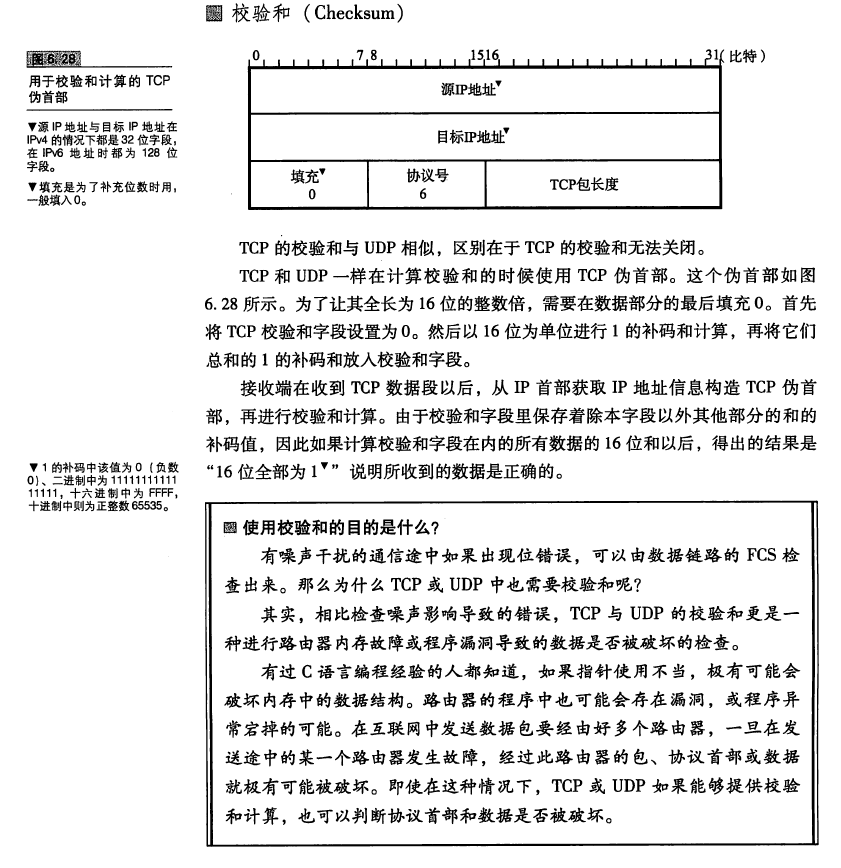 校验和（Checksum）
图 6.28
用于校验和计算的 TCP
伪首部
▼源 IP 地址与目标 IP 地址在
IPv4 的情况下都是 32 位字段，
在 IPv6 地址时都为 128 位
字段。
▼填充是为了补充位数时用，
一般填入 0。
0 7 8 15 16 31（比特）
源IP地址▼
目标IP地址▼
填充▼ 协议号 TCP包长度
0 6
TCP 的校验和与 UDP 相似，区别在于 TCP 的校验和无法关闭。
TCP 和 UDP 一样在计算校验和的时候使用 TCP 伪首部。这个伪首部如图
6.28 所示。为了让其全长为 16 位的整数倍，需要在数据部分的最后填充 0。首先
将 TCP 校验和字段设置为 0。然后以 16 位为单位进行 1 的补码和计算，再将它们
总和的 1 的补码和放入校验和字段。
接收端在收到 TCP 数据段以后，从 IP 首部获取 IP 地址信息构造 TCP 伪首
部，再进行校验和计算。由于校验和字段里保存着除本字段以外其他部分的和的
补码值，因此如果计算校验和字段在内的所有数据的 16 位和以后，得出的结果是
“16 位全部为 1▼” 说明所收到的数据是正确的。
▼ 1 的补码中该值为 0（负数
0）、二进制中为 11111111111
11111，十六进制中为 FFFF，
十进制中则为正整数 65535。
使用校验和的目的是什么？
有噪声干扰的通信途中如果出现位错误，可以由数据链路的 FCS 检
查出来。那么为什么 TCP 或 UDP 中也需要校验和呢？
其实，相比检查噪声影响导致的错误，TCP 与 UDP 的校验和更是一
种进行路由器内存故障或程序漏洞导致的数据是否被破坏的检查。
有过 C 语言编程经验的人都知道，如果指针使用不当，极有可能会
破坏内存中的数据结构。路由器的程序中也可能会存在漏洞，或程序异
常宕掉的可能。在互联网中发送数据包要经由好多个路由器，一旦在发
送途中的某一个路由器发生故障，经过此路由器的包、协议首部或数据
就极有可能被破坏。即使在这种情况下，TCP 或 UDP 如果能够提供校验
和计算，也可以判断协议首部和数据是否被破坏。